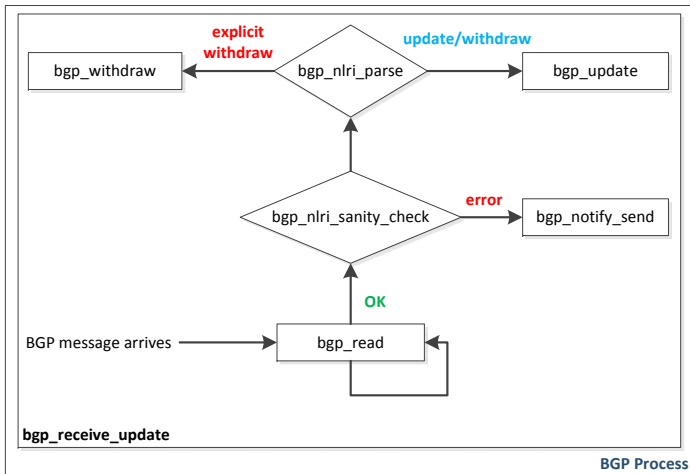 explicit
withdraw
update/withdraw
bgp_withdraw
bgp_nlri_parse
bgp_update
bgp_nlri_sanity_check
error
bgp_notify_send
OK
BGP message arrives
bgp_read
bgp_receive_update
BGP Process